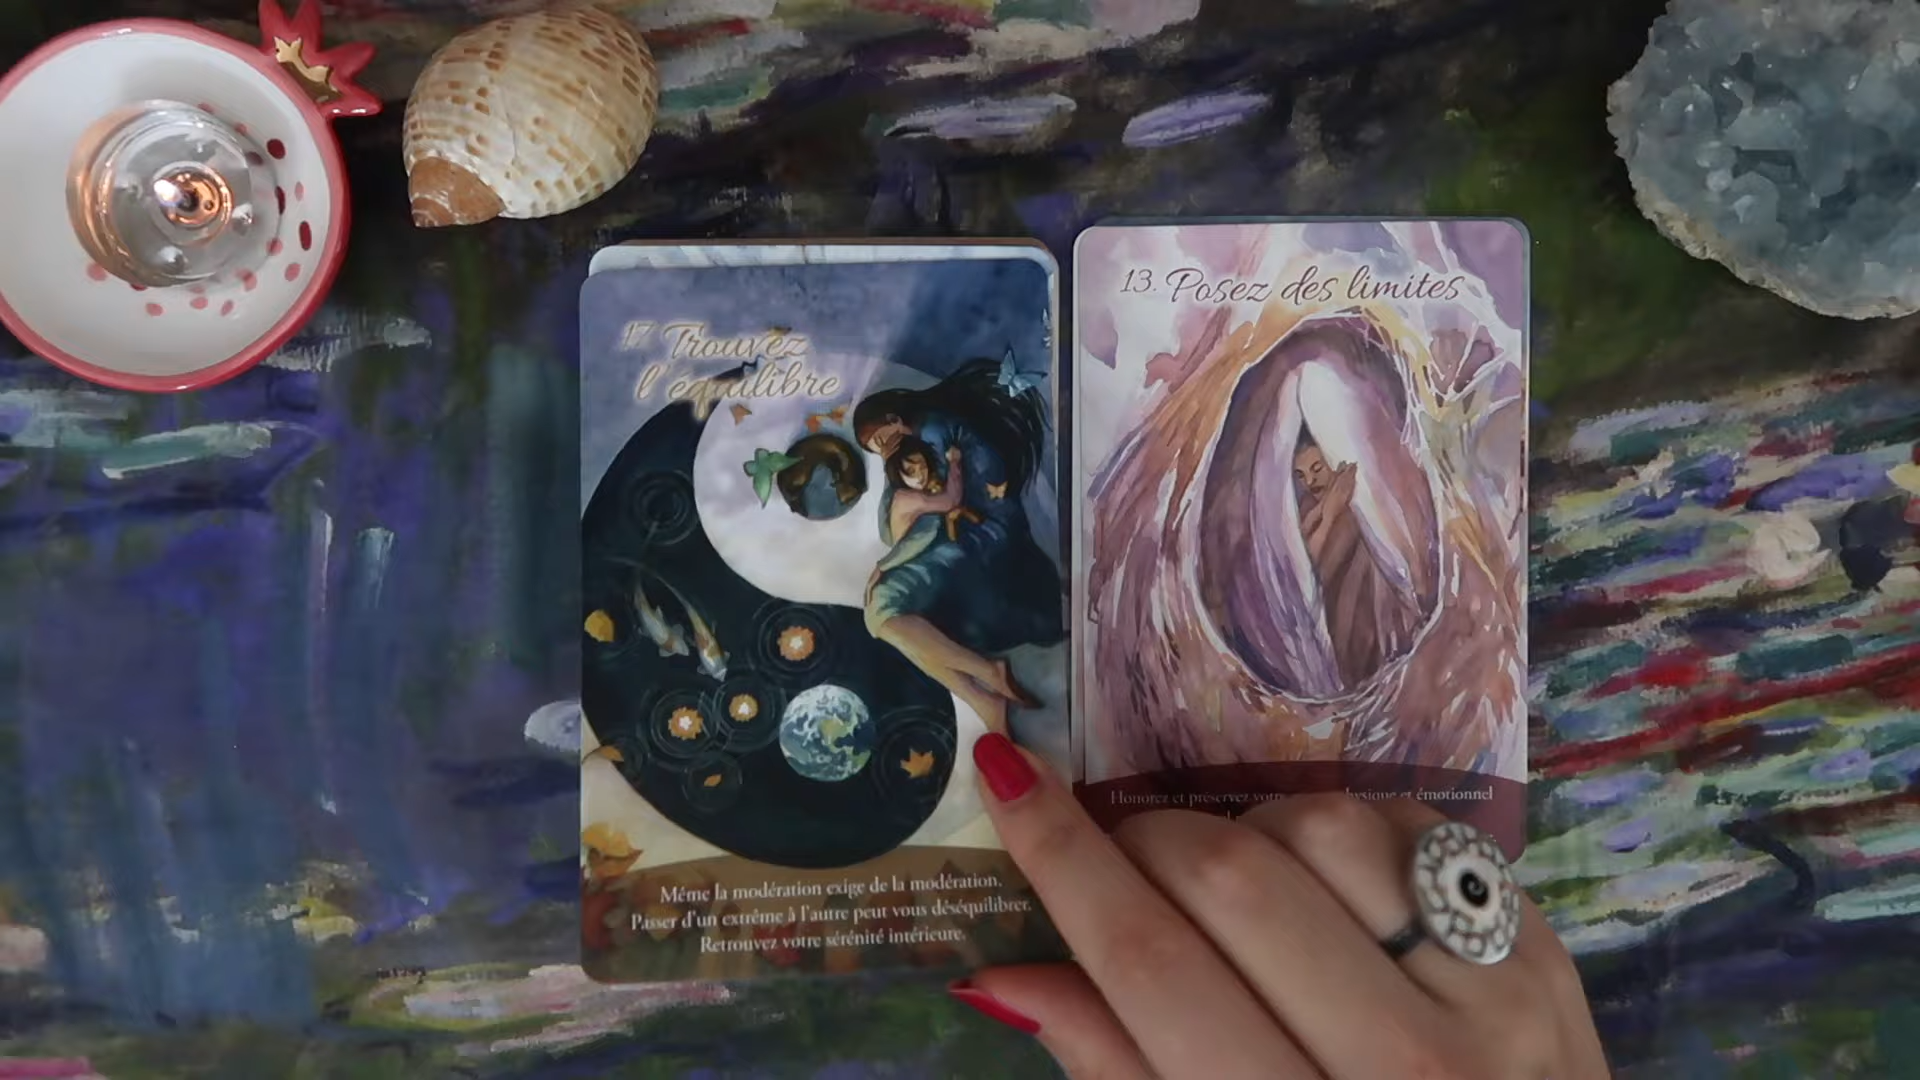 17. Trouvez
l'équilibre
Même la modération exige de la modération.
Passer d'un extrême à l'autre peut vous déséquilibrer.
Retrouvez votre sérénité intérieure.
13. Posez des limites
Honorez et préservez votre physique et émotionnel